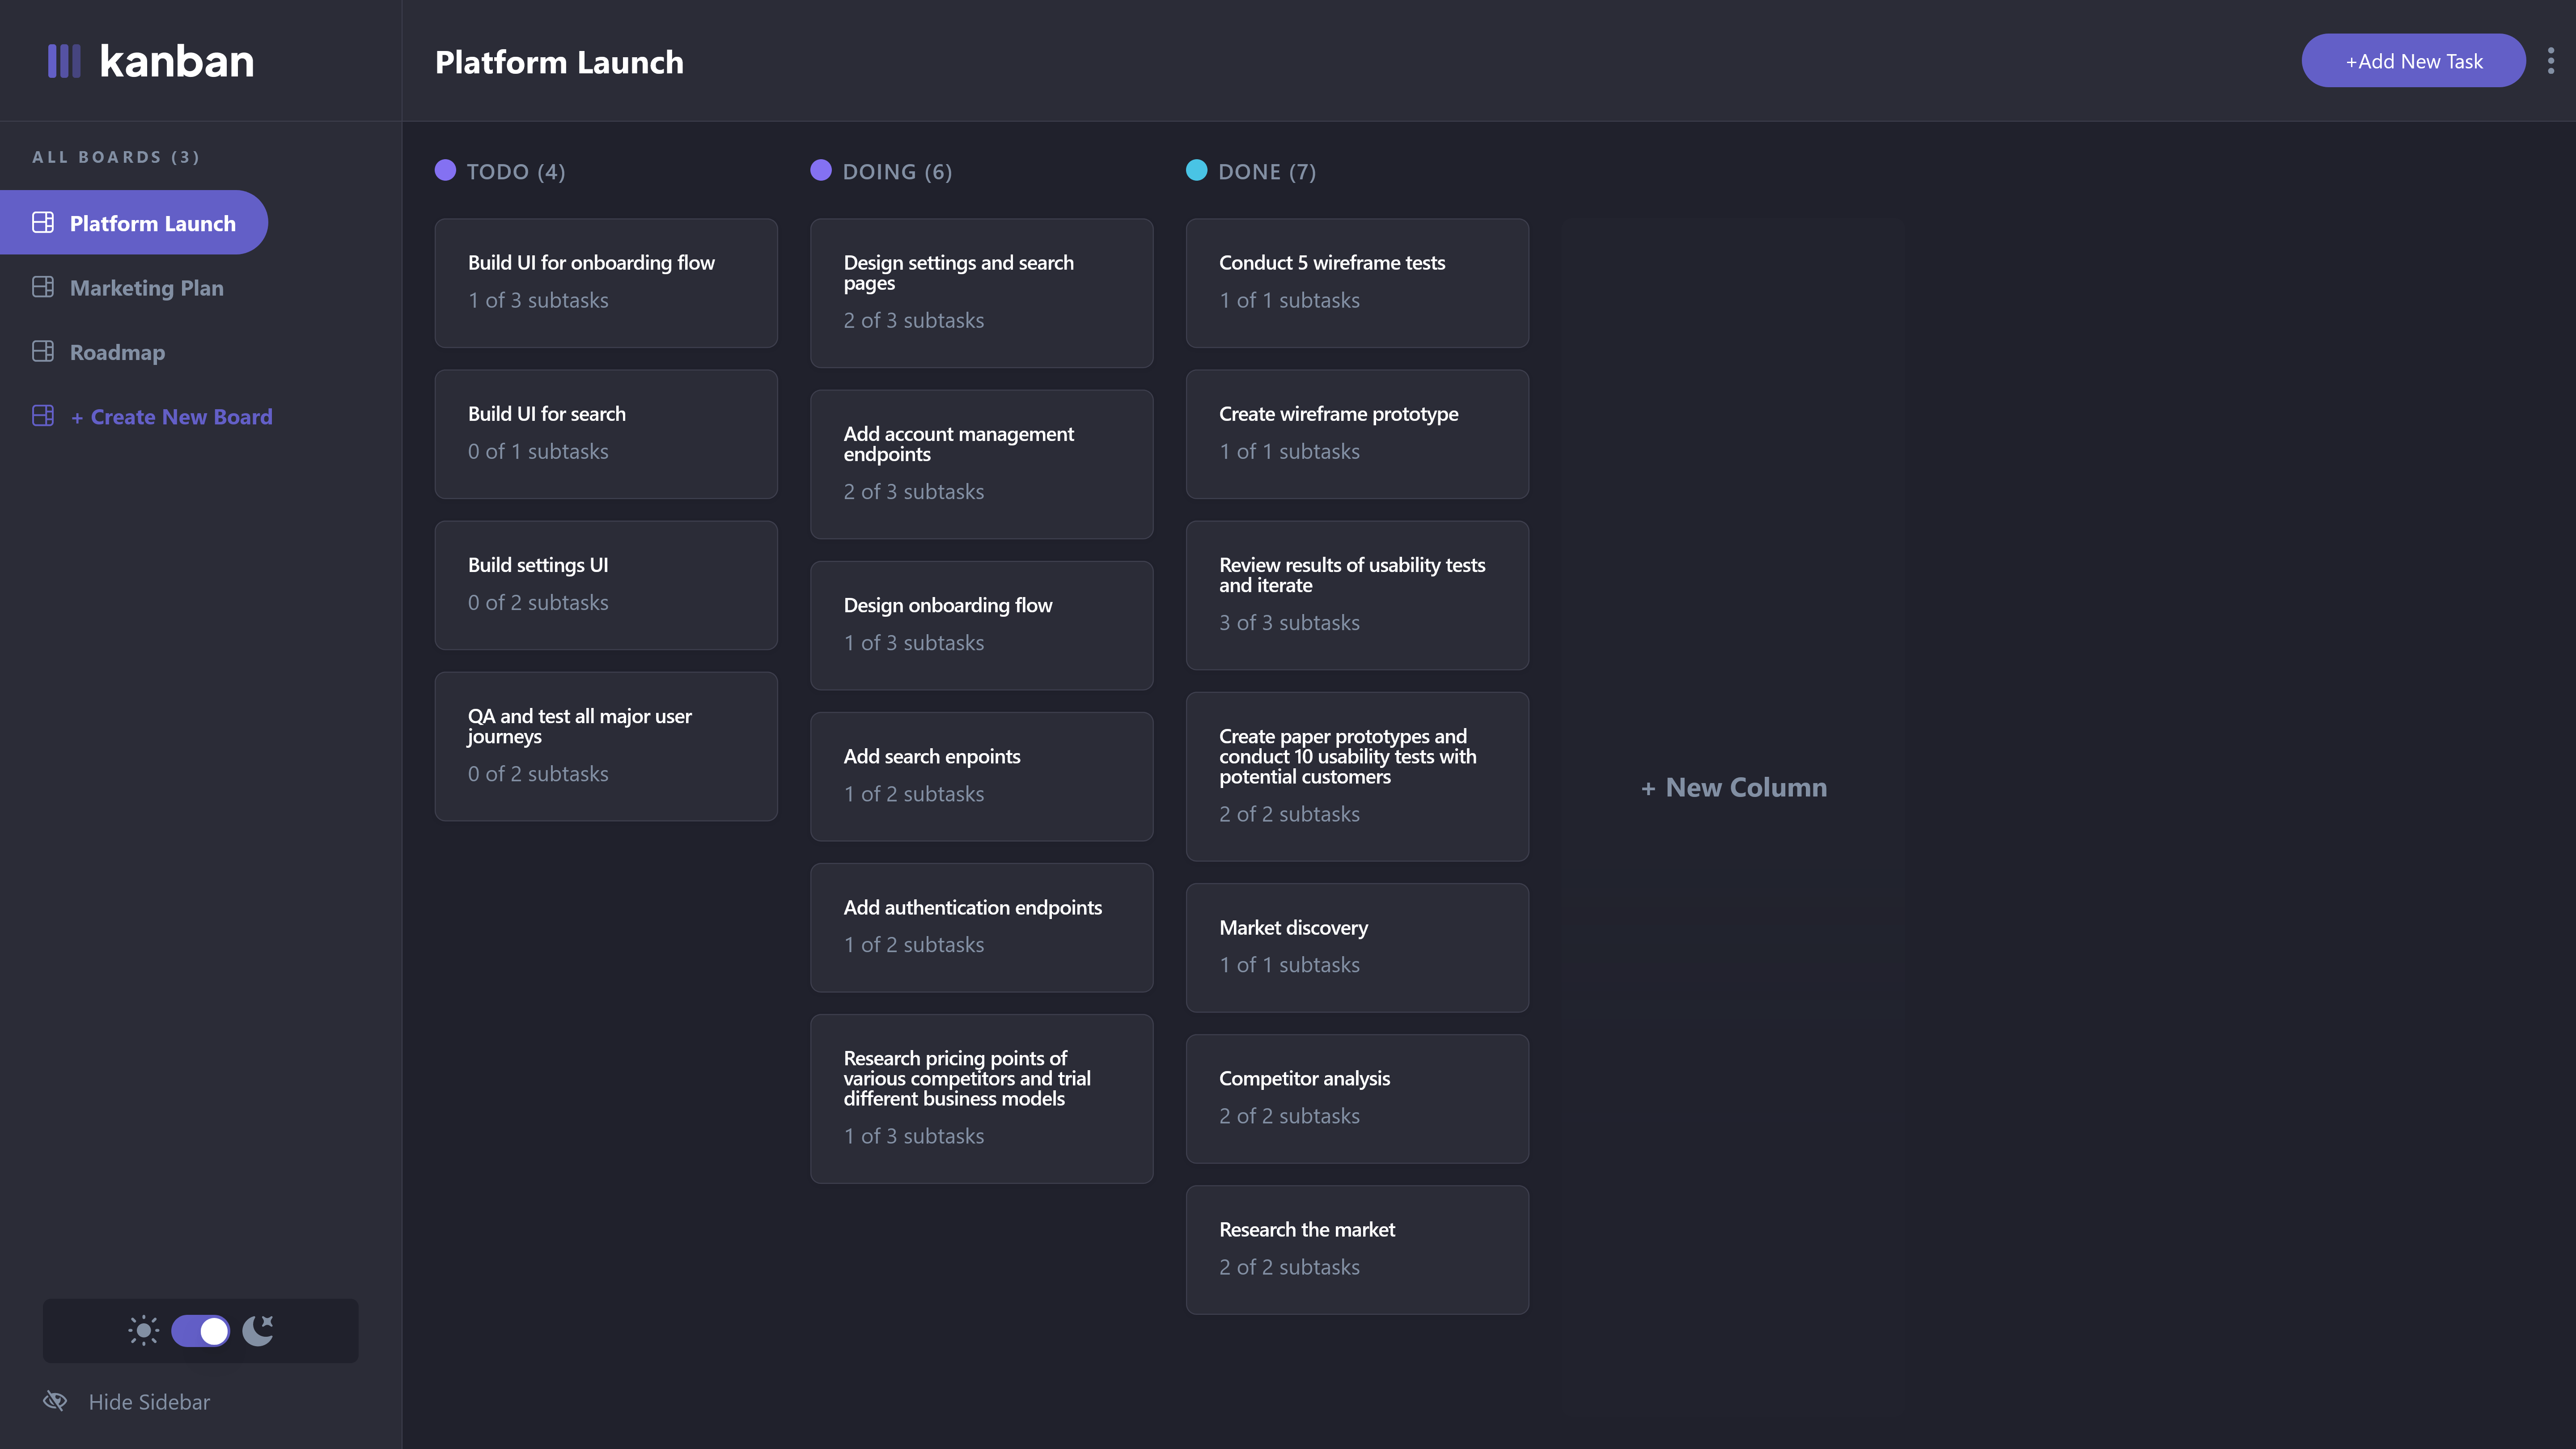 kanban
Platform Launch
+Add New Task
ALL BOARDS (3)
Platform Launch
Marketing Plan
Roadmap
+ Create New Board
Hide Sidebar
TODO (4)
Build UI for onboarding flow
1 of 3 subtasks
Build UI for search
0 of 1 subtasks
Build settings UI
0 of 2 subtasks
QA and test all major user
journeys
0 of 2 subtasks
DOING (6)
Design settings and search
pages
2 of 3 subtasks
Add account management
endpoints
2 of 3 subtasks
Design onboarding flow
1 of 3 subtasks
Add search enpoints
1 of 2 subtasks
Add authentication endpoints
1 of 2 subtasks
Research pricing points of
various competitors and trial
different business models
1 of 3 subtasks
DONE (7)
Conduct 5 wireframe tests
1 of 1 subtasks
Create wireframe prototype
1 of 1 subtasks
Review results of usability tests
and iterate
3 of 3 subtasks
Create paper prototypes and
conduct 10 usability tests with
potential customers
2 of 2 subtasks
Market discovery
1 of 1 subtasks
Competitor analysis
2 of 2 subtasks
Research the market
2 of 2 subtasks
+ New Column